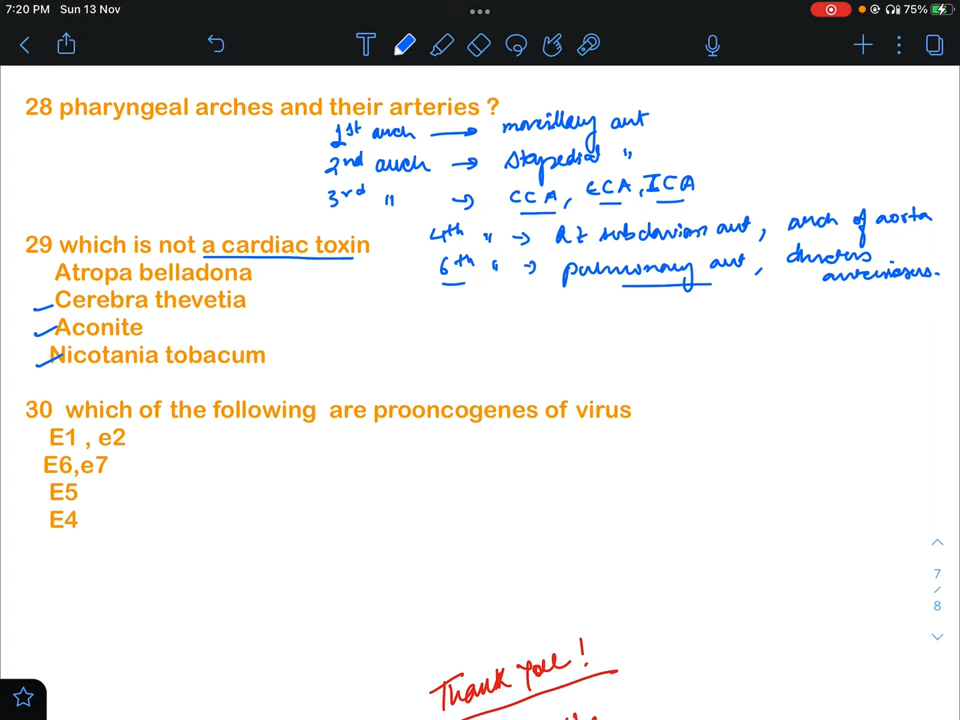 7:20 PM Sun 13 Nov
75%
28 pharyngeal arches and their arteries ?
1st arch → maxillary art
2nd arch → Stapedial "
3rd " → CCA, ECA, ICA
4th " → Rt subclavian art, arch of aorta
6th " → pulmonary art, ductus arteriosus.
29 which is not a cardiac toxin
Atropa belladona
Cerebra thevetia
Aconite
Nicotania tobacum
30 which of the following are prooncogenes of virus
E1 , e2
E6,e7
E5
E4
7
/
8
Thank You!